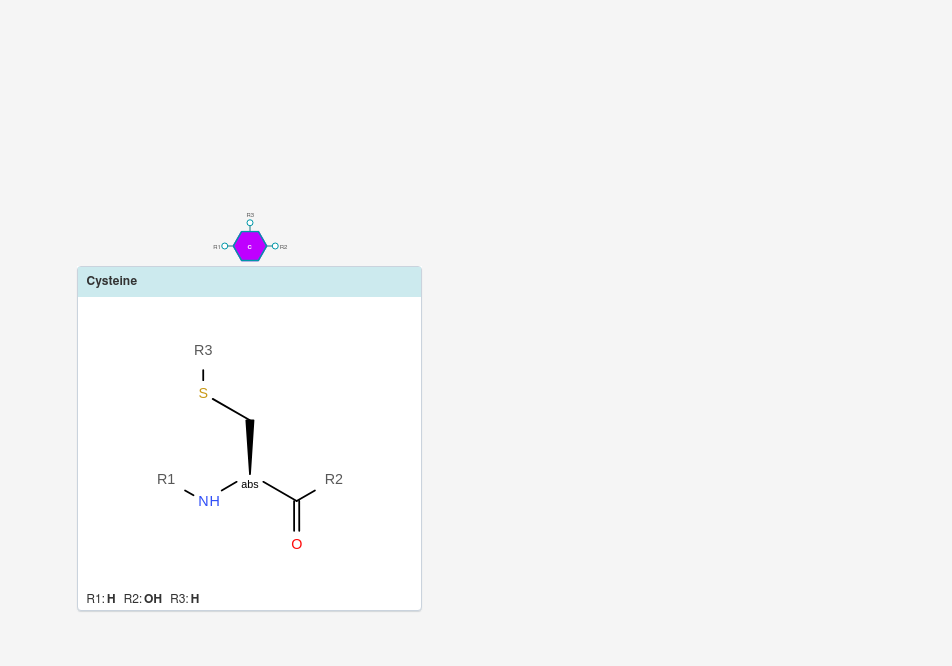 R3
R1 C R2
Cysteine
R3
S
R1 abs R2
NH
O
R1: H R2: OH R3: H